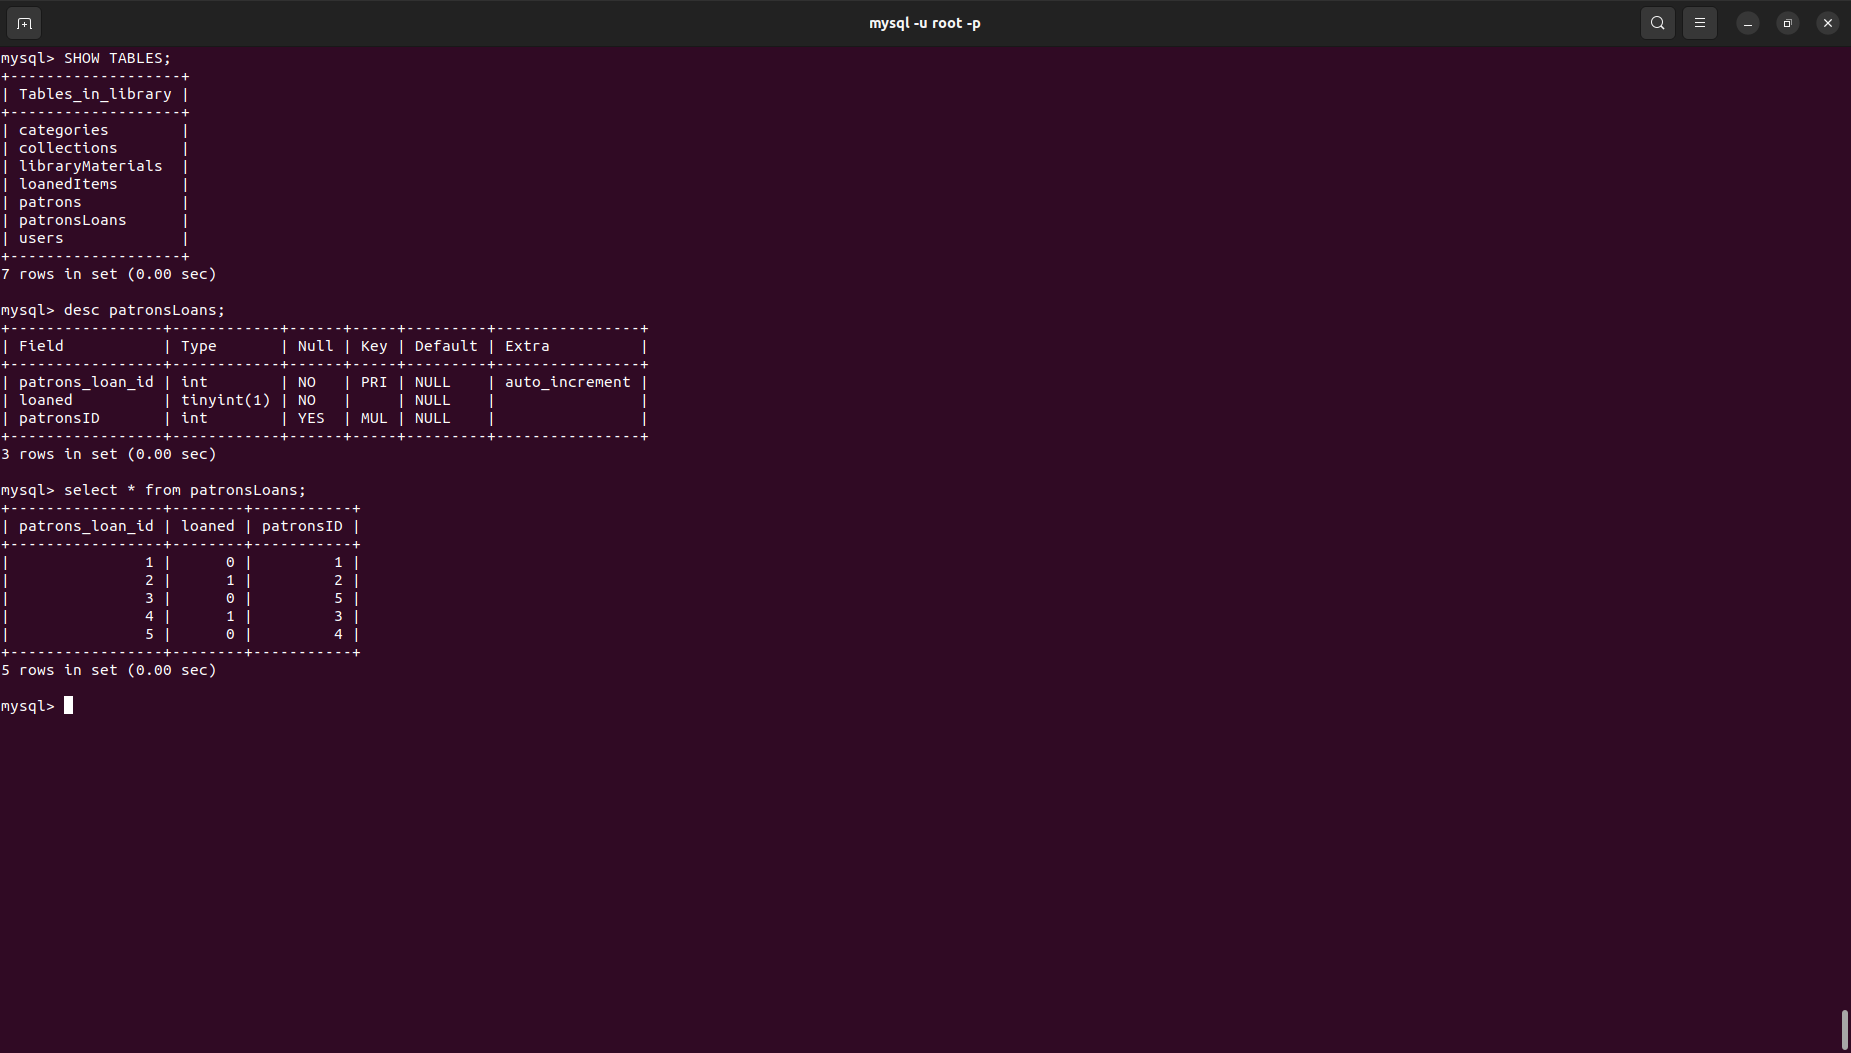 mysql -u root -p
mysql> SHOW TABLES;
+-------------------+
| Tables_in_library |
+-------------------+
| categories        |
| collections       |
| libraryMaterials  |
| loanedItems       |
| patrons           |
| patronsLoans      |
| users             |
+-------------------+
7 rows in set (0.00 sec)

mysql> desc patronsLoans;
+-----------------+------------+------+-----+---------+----------------+
| Field           | Type       | Null | Key | Default | Extra          |
+-----------------+------------+------+-----+---------+----------------+
| patrons_loan_id | int        | NO   | PRI | NULL    | auto_increment |
| loaned          | tinyint(1) | NO   |     | NULL    |                |
| patronsID       | int        | YES  | MUL | NULL    |                |
+-----------------+------------+------+-----+---------+----------------+
3 rows in set (0.00 sec)

mysql> select * from patronsLoans;
+-----------------+--------+-----------+
| patrons_loan_id | loaned | patronsID |
+-----------------+--------+-----------+
|               1 |      0 |         1 |
|               2 |      1 |         2 |
|               3 |      0 |         5 |
|               4 |      1 |         3 |
|               5 |      0 |         4 |
+-----------------+--------+-----------+
5 rows in set (0.00 sec)

mysql>